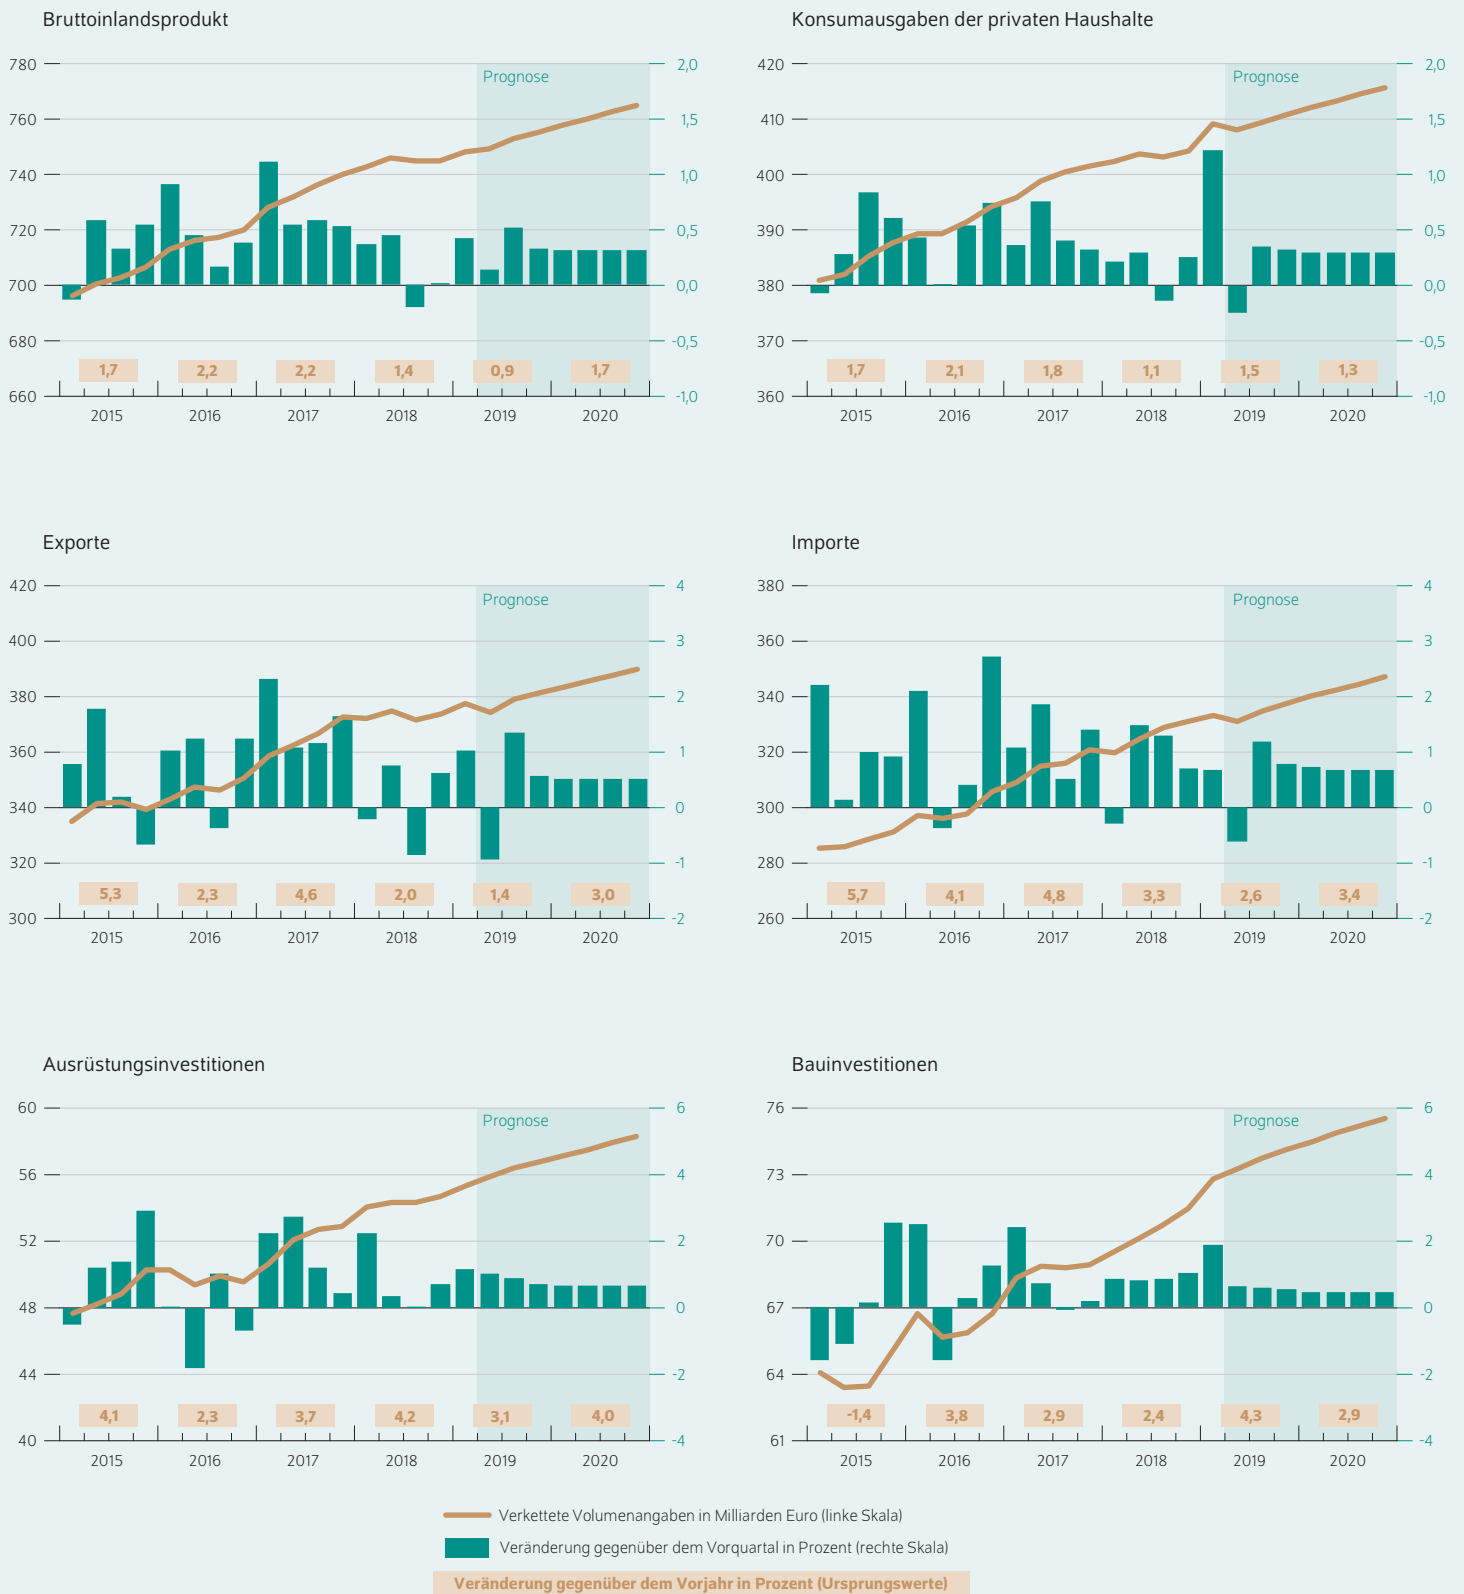 Bruttoinlandsprodukt
780
760
740
720
700
680
660
2,0
1,5
1,0
0,5
0,0
-0,5
-1,0
Prognose
1,7 2,2 2,2 1,4 0,9 1,7
2015 2016 2017 2018 2019 2020
Konsumausgaben der privaten Haushalte
420
410
400
390
380
370
360
2,0
1,5
1,0
0,5
0,0
-0,5
-1,0
Prognose
1,7 2,1 1,8 1,1 1,5 1,3
2015 2016 2017 2018 2019 2020
Exporte
420
400
380
360
340
320
300
4
3
2
1
0
-1
-2
Prognose
5,3 2,3 4,6 2,0 1,4 3,0
2015 2016 2017 2018 2019 2020
Importe
380
360
340
320
300
280
260
4
3
2
1
0
-1
-2
Prognose
5,7 4,1 4,8 3,3 2,6 3,4
2015 2016 2017 2018 2019 2020
Ausrüstungsinvestitionen
60
56
52
48
44
40
6
4
2
0
-2
-4
Prognose
4,1 2,3 3,7 4,2 3,1 4,0
2015 2016 2017 2018 2019 2020
Bauinvestitionen
76
73
70
67
64
61
6
4
2
0
-2
-4
Prognose
-1,4 3,8 2,9 2,4 4,3 2,9
2015 2016 2017 2018 2019 2020
Verkettete Volumenangaben in Milliarden Euro (linke Skala)
Veränderung gegenüber dem Vorquartal in Prozent (rechte Skala)
Veränderung gegenüber dem Vorjahr in Prozent (Ursprungswerte)